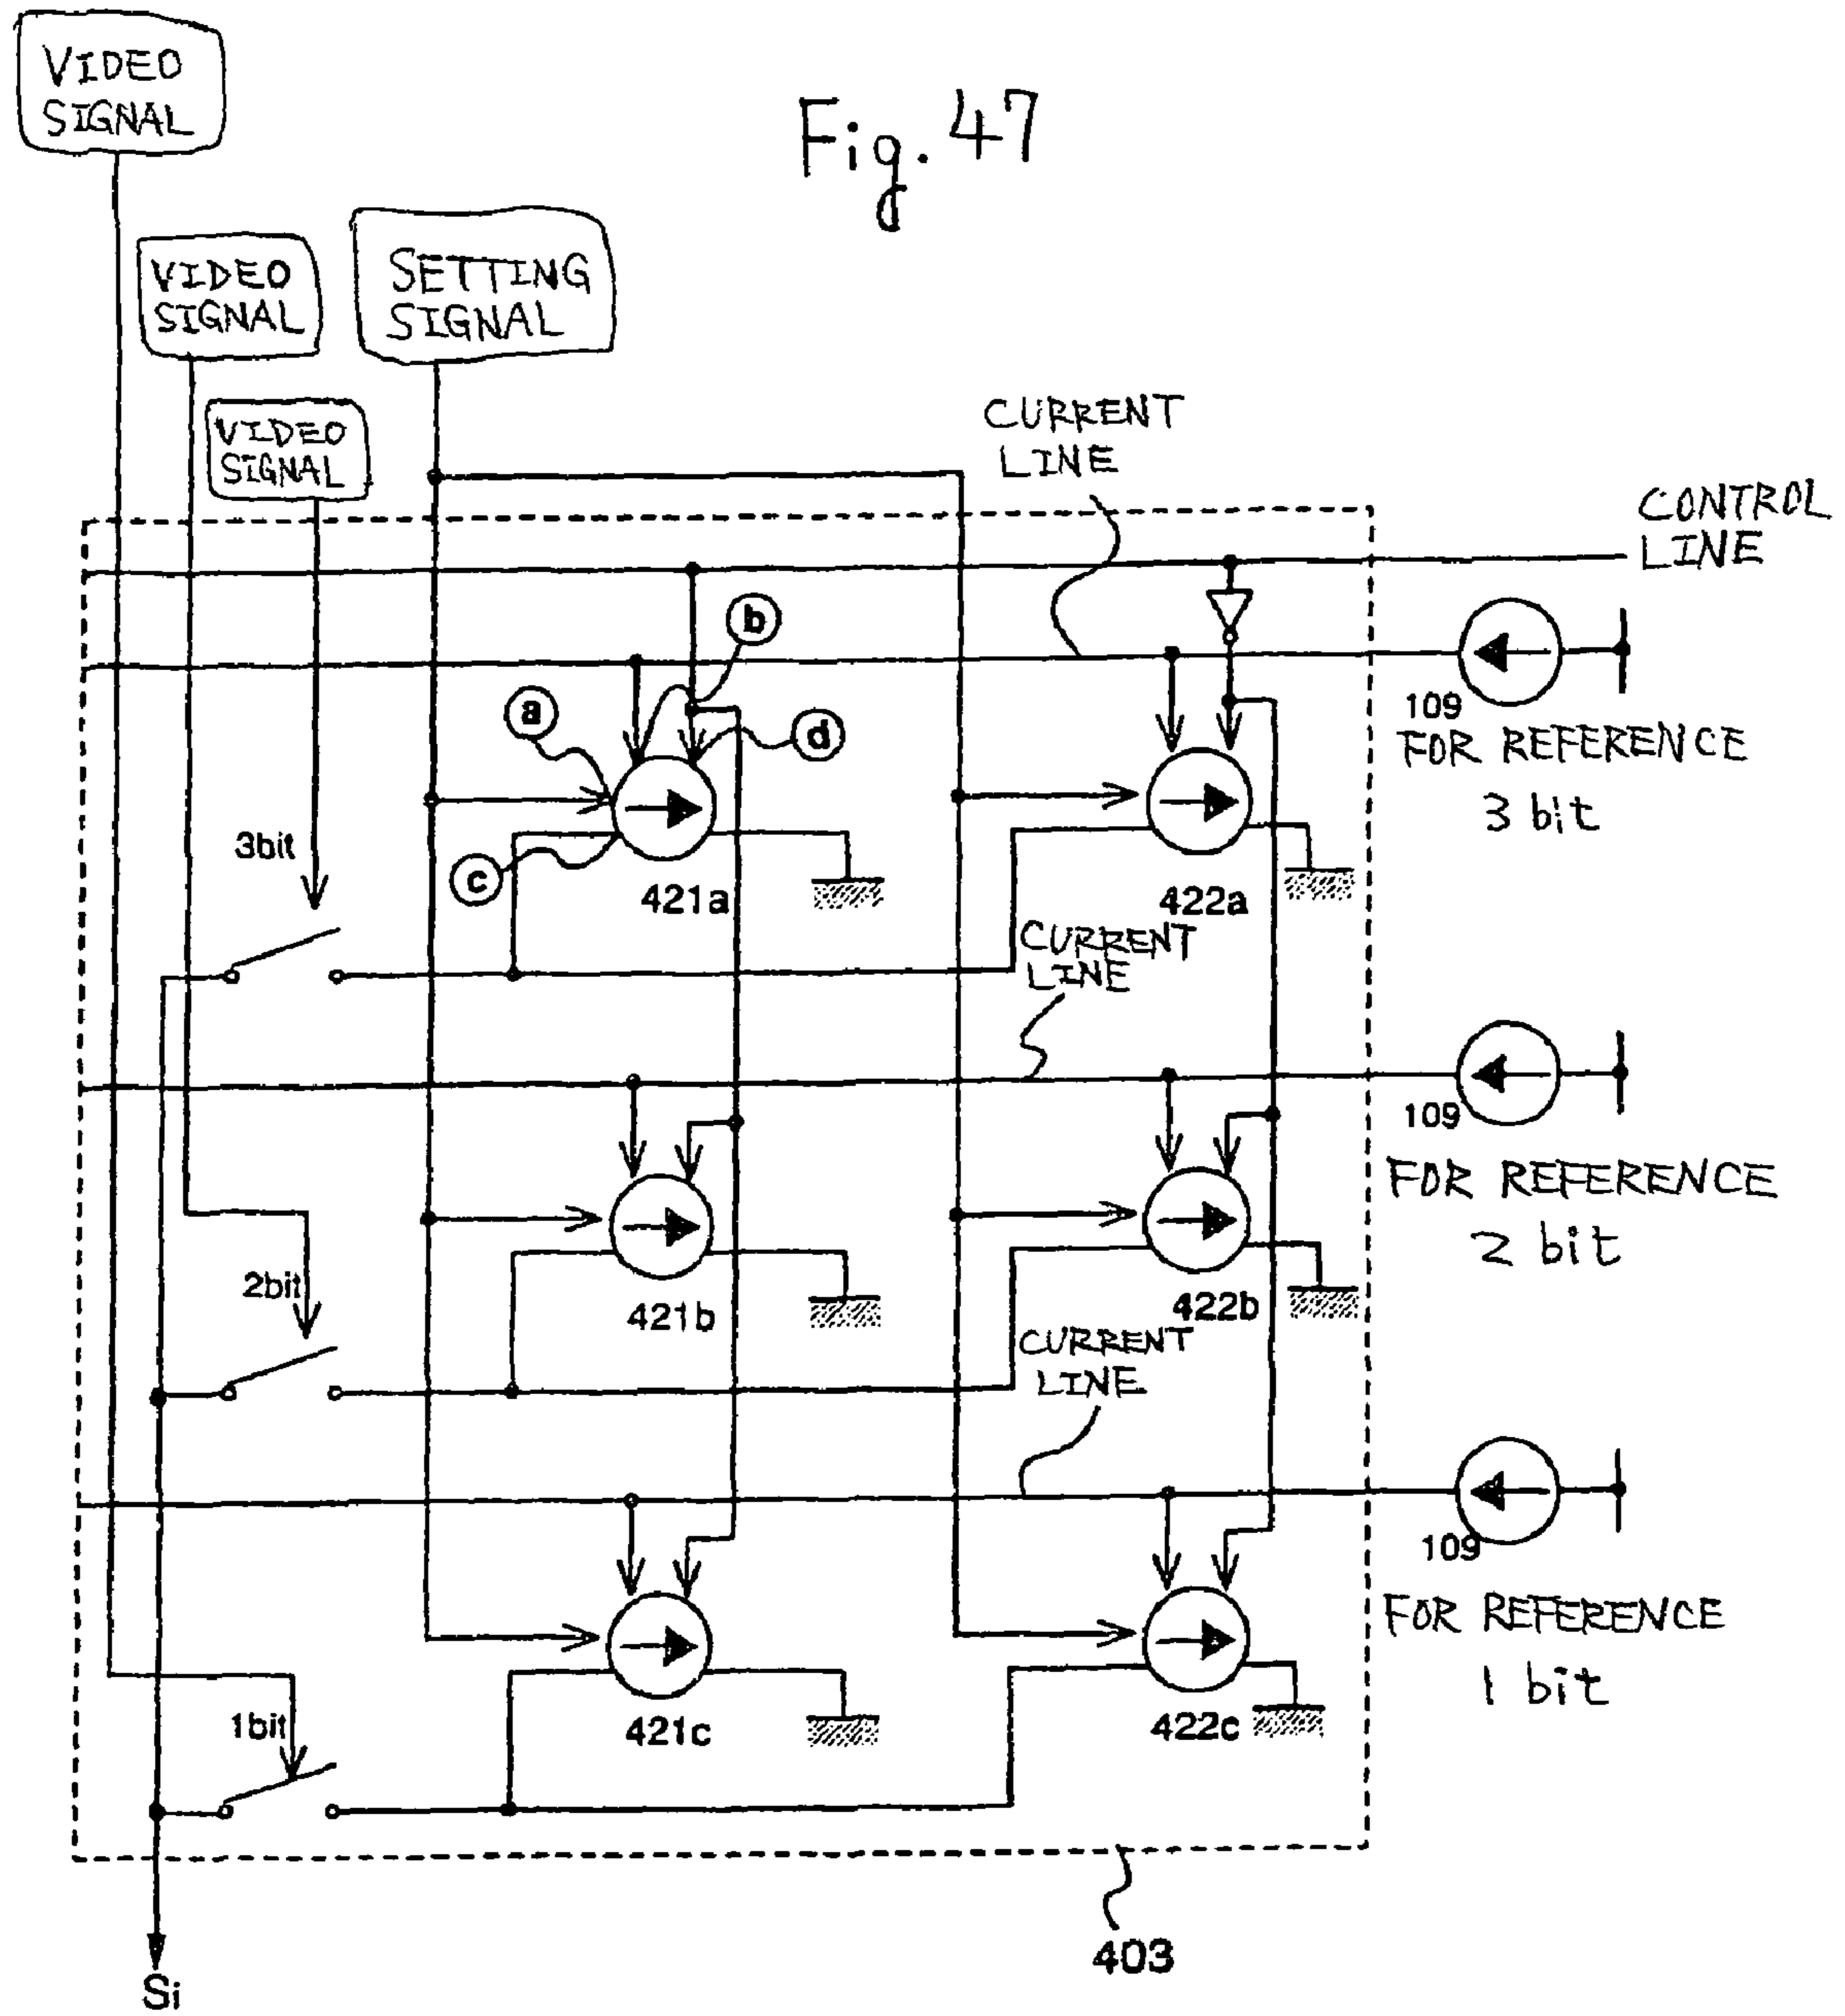 Fig. 47
VIDEO
SIGNAL
VIDEO
SIGNAL
SETTING
SIGNAL
VIDEO
SIGNAL
CURRENT
LINE
CONTROL
LINE
b
a
d
c
3bit
421a
422a
109
FOR REFERENCE
3 bit
CURRENT
LINE
2bit
421b
422b
109
FOR REFERENCE
2 bit
CURRENT
LINE
1bit
421c
422c
109
FOR REFERENCE
1 bit
403
Si